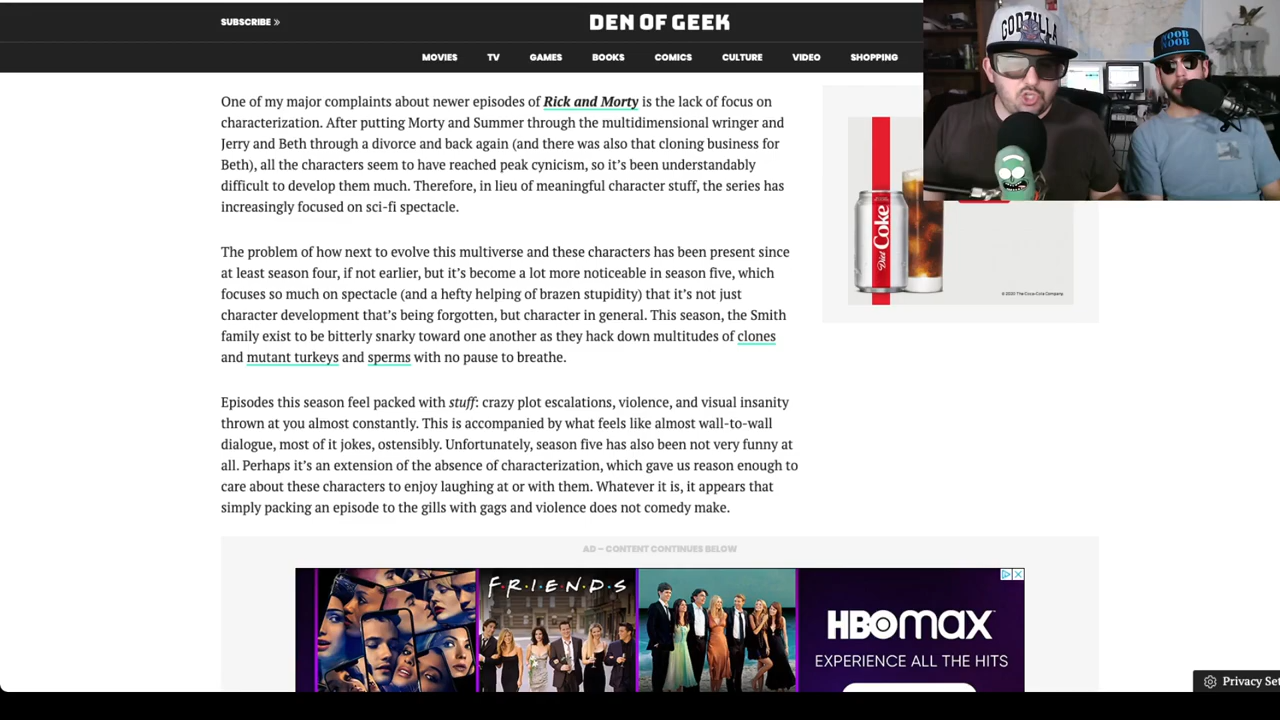 SUBSCRIBE »
DEN OF GEEK
MOVIES TV GAMES BOOKS COMICS CULTURE VIDEO SHOPPING
GODZILLA
NOOB
NOOB
One of my major complaints about newer episodes of Rick and Morty is the lack of focus on
characterization. After putting Morty and Summer through the multidimensional wringer and
Jerry and Beth through a divorce and back again (and there was also that cloning business for
Beth), all the characters seem to have reached peak cynicism, so it's been understandably
difficult to develop them much. Therefore, in lieu of meaningful character stuff, the series has
increasingly focused on sci-fi spectacle.
Diet Coke
© 2020 The Coca-Cola Company.
The problem of how next to evolve this multiverse and these characters has been present since
at least season four, if not earlier, but it's become a lot more noticeable in season five, which
focuses so much on spectacle (and a hefty helping of brazen stupidity) that it's not just
character development that's being forgotten, but character in general. This season, the Smith
family exist to be bitterly snarky toward one another as they hack down multitudes of clones
and mutant turkeys and sperms with no pause to breathe.
Episodes this season feel packed with stuff: crazy plot escalations, violence, and visual insanity
thrown at you almost constantly. This is accompanied by what feels like almost wall-to-wall
dialogue, most of it jokes, ostensibly. Unfortunately, season five has also been not very funny at
all. Perhaps it's an extension of the absence of characterization, which gave us reason enough to
care about these characters to enjoy laughing at or with them. Whatever it is, it appears that
simply packing an episode to the gills with gags and violence does not comedy make.
AD – CONTENT CONTINUES BELOW
F·R·I·E·N·D·S
HBOmax
EXPERIENCE ALL THE HITS
Privacy Set